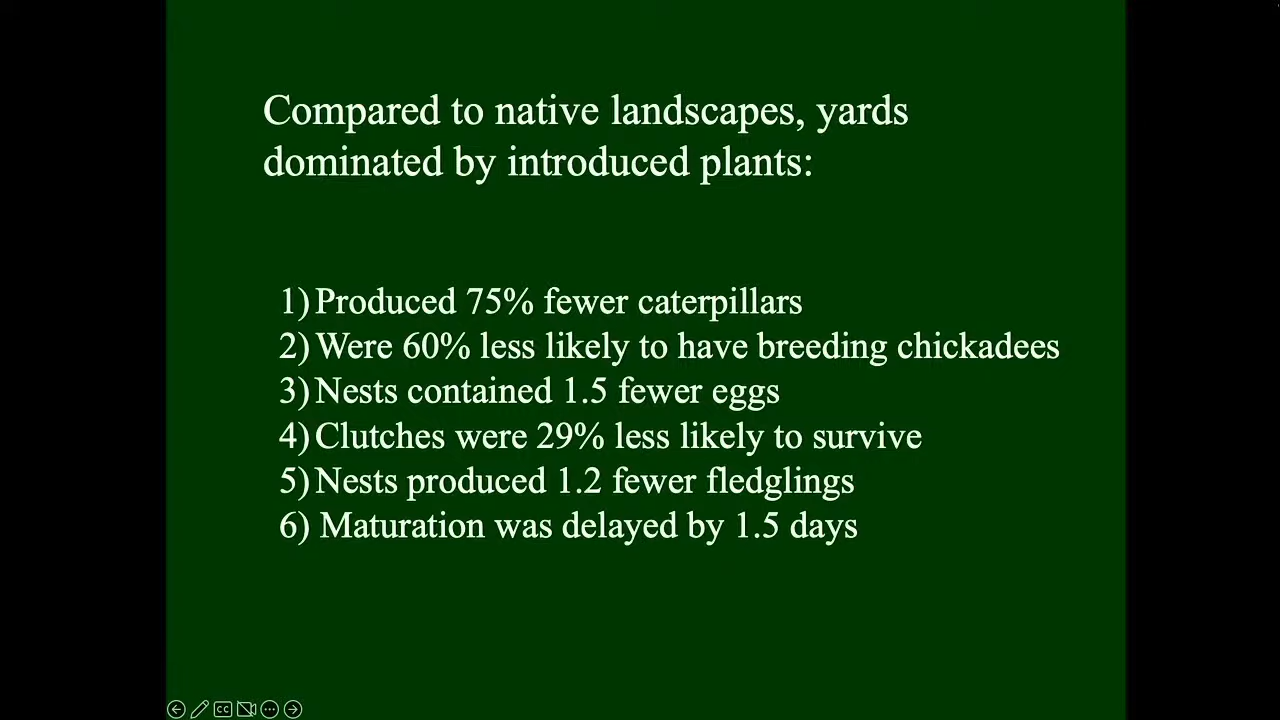 Compared to native landscapes, yards
dominated by introduced plants:
1) Produced 75% fewer caterpillars
2) Were 60% less likely to have breeding chickadees
3) Nests contained 1.5 fewer eggs
4) Clutches were 29% less likely to survive
5) Nests produced 1.2 fewer fledglings
6) Maturation was delayed by 1.5 days
CC